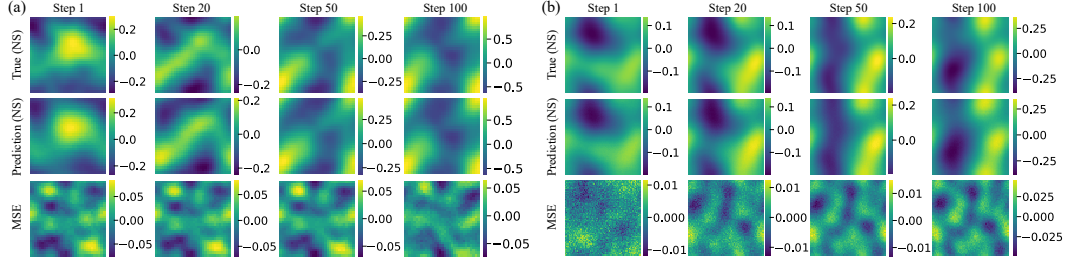 (a) Step 1 Step 20 Step 50 Step 100
True (NS) 0.2 0.0 −0.2 0.0 −0.2 0.25 0.00 −0.25 0.5 0.0 −0.5
Prediction (NS) 0.2 0.0 −0.2 0.2 0.0 −0.2 0.25 0.00 −0.25 0.5 0.0 −0.5
MSE 0.05 0.00 −0.05 0.05 0.00 −0.05 0.05 0.00 −0.05 0.05 0.00 −0.05
(b) Step 1 Step 20 Step 50 Step 100
True (NS) 0.1 0.0 −0.1 0.1 0.0 −0.1 0.2 0.0 0.25 0.00 −0.25
Prediction (NS) 0.1 0.0 −0.1 0.1 0.0 −0.1 0.2 0.0 0.25 0.00 −0.25
MSE 0.01 0.00 −0.01 0.01 0.00 −0.01 0.01 0.000 −0.01 0.025 0.000 −0.025